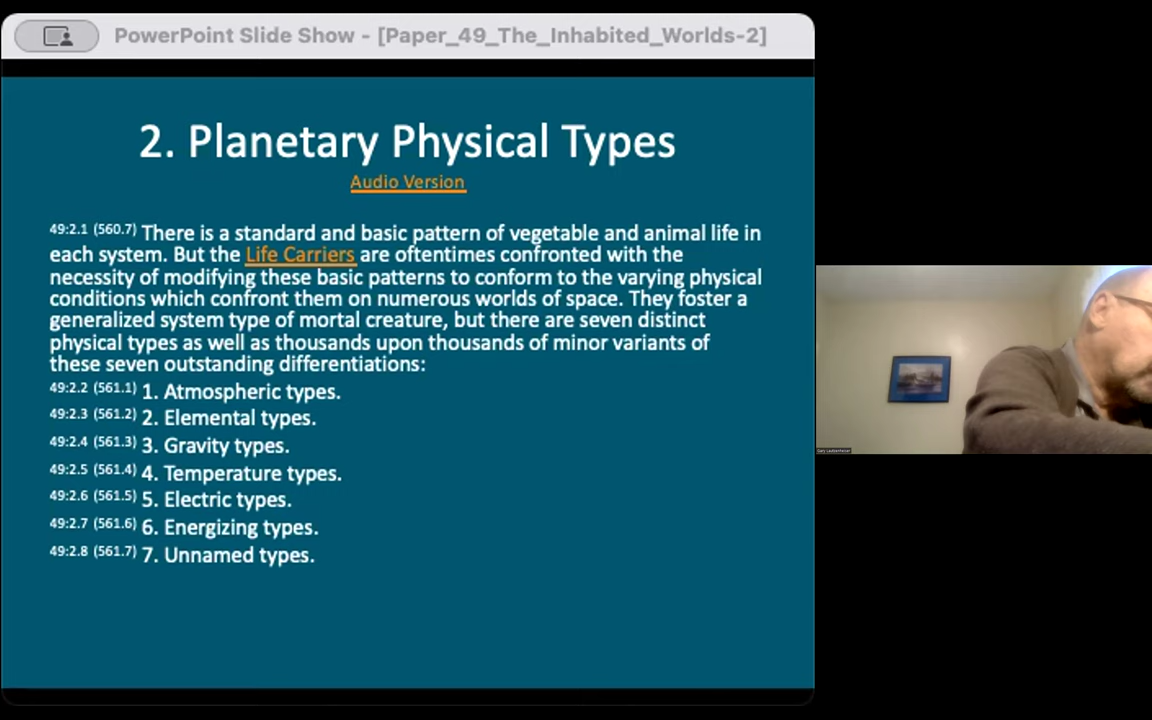 PowerPoint Slide Show - [Paper_49_The_Inhabited_Worlds-2]
2. Planetary Physical Types
Audio Version
49:2.1 (560.7) There is a standard and basic pattern of vegetable and animal life in
each system. But the Life Carriers are oftentimes confronted with the
necessity of modifying these basic patterns to conform to the varying physical
conditions which confront them on numerous worlds of space. They foster a
generalized system type of mortal creature, but there are seven distinct
physical types as well as thousands upon thousands of minor variants of
these seven outstanding differentiations:
49:2.2 (561.1) 1. Atmospheric types.
49:2.3 (561.2) 2. Elemental types.
49:2.4 (561.3) 3. Gravity types.
49:2.5 (561.4) 4. Temperature types.
49:2.6 (561.5) 5. Electric types.
49:2.7 (561.6) 6. Energizing types.
49:2.8 (561.7) 7. Unnamed types.